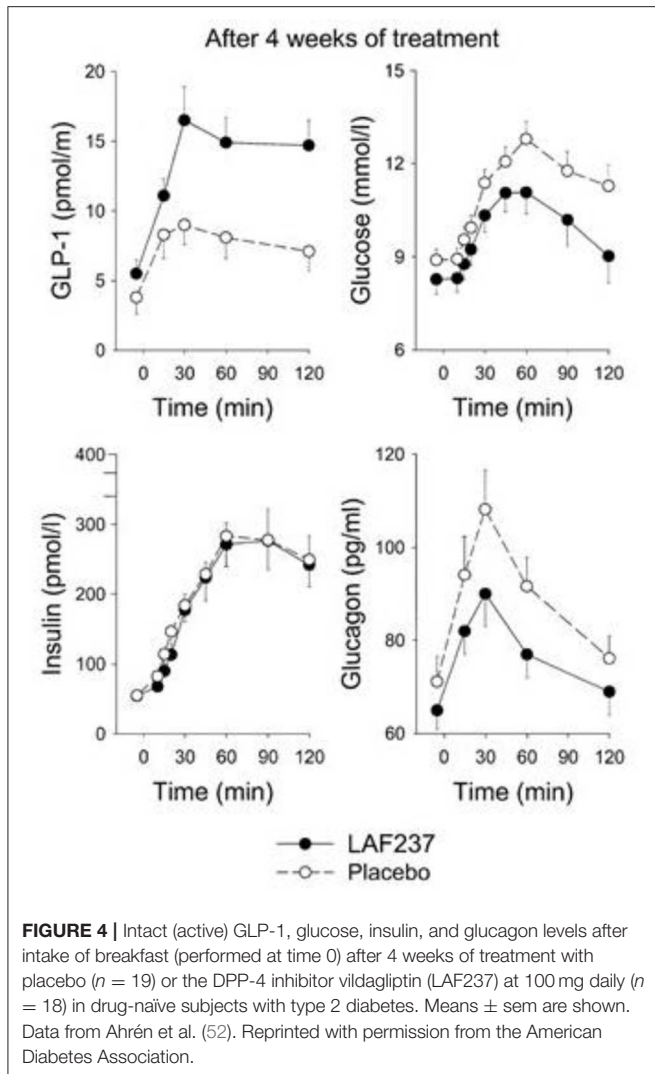 After 4 weeks of treatment
20
15
10
5
0
GLP-1 (pmol/m)
0 30 60 90 120
Time (min)
15
12
9
6
Glucose (mmol/l)
0 30 60 90 120
Time (min)
400
300
200
100
0
Insulin (pmol/l)
0 30 60 90 120
Time (min)
120
100
80
60
Glucagon (pg/ml)
0 30 60 90 120
Time (min)
LAF237
Placebo
FIGURE 4 | Intact (active) GLP-1, glucose, insulin, and glucagon levels after
intake of breakfast (performed at time 0) after 4 weeks of treatment with
placebo (n = 19) or the DPP-4 inhibitor vildagliptin (LAF237) at 100 mg daily (n
= 18) in drug-naïve subjects with type 2 diabetes. Means ± sem are shown.
Data from Ahrén et al. (52). Reprinted with permission from the American
Diabetes Association.